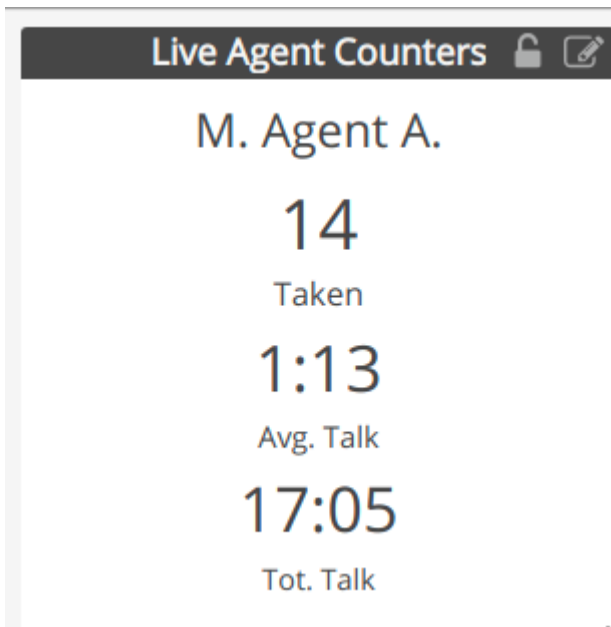 Live Agent Counters
M. Agent A.
14
Taken
1:13
Avg. Talk
17:05
Tot. Talk